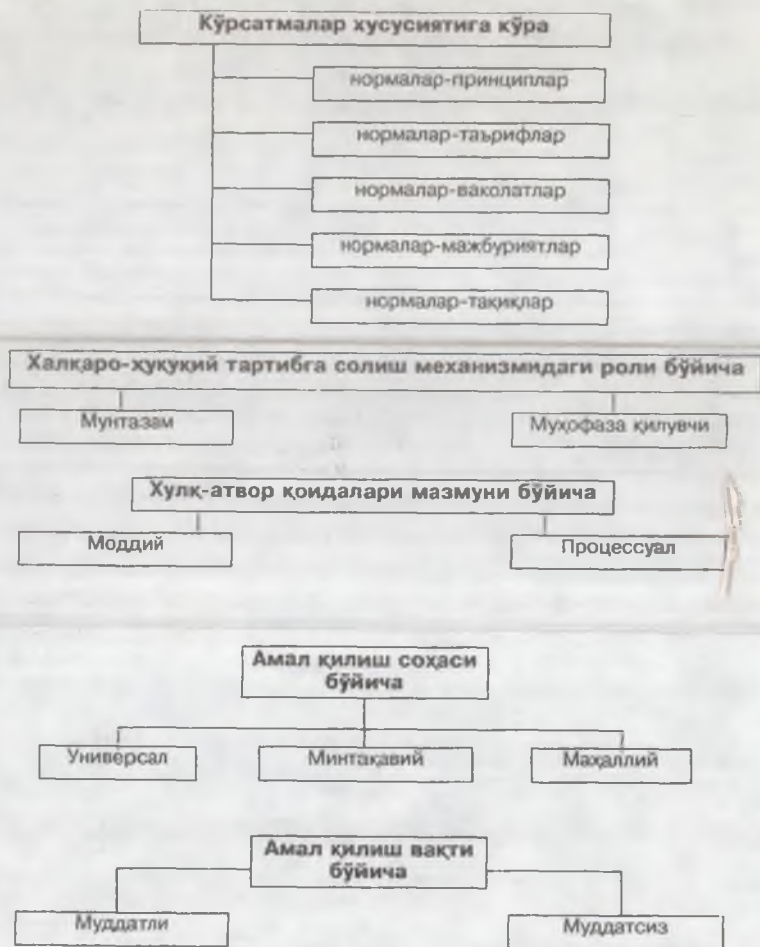 Кўрсатмалар хусусиятига кўра
нормалар-принциплар
нормалар-таърифлар
нормалар-ваколатлар
нормалар-мажбуриятлар
нормалар-тақиқлар
Халқаро-ҳуқуқий тартибга солиш механизмидаги роли бўйича
Мунтазам
Муҳофаза қилувчи
Хулқ-атвор қоидалари мазмуни бўйича
Моддий
Процессуал
Амал қилиш соҳаси
бўйича
Универсал
Минтақавий
Маҳаллий
Амал қилиш вақти
бўйича
Муддатли
Муддатсиз